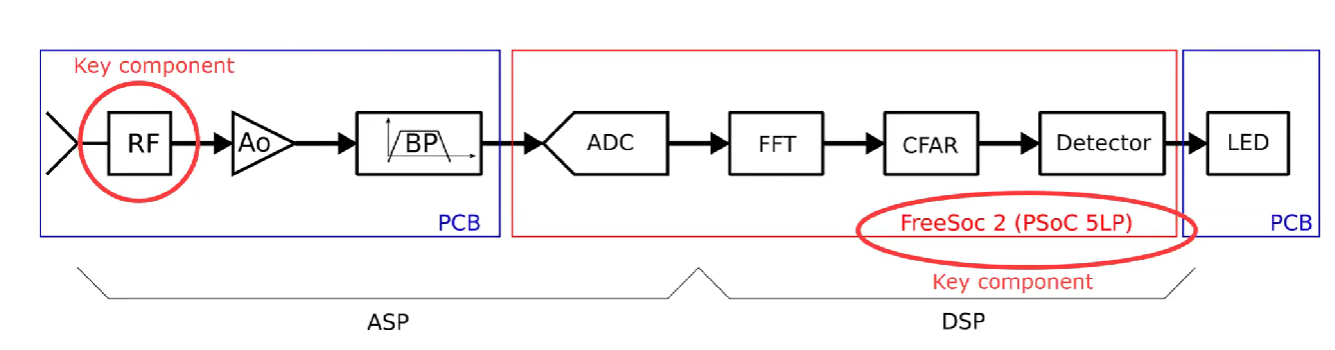 Key component
RF
Ao
BP
ADC
FFT
CFAR
Detector
LED
PCB
FreeSoc 2 (PSoC 5LP)
PCB
Key component
ASP
DSP